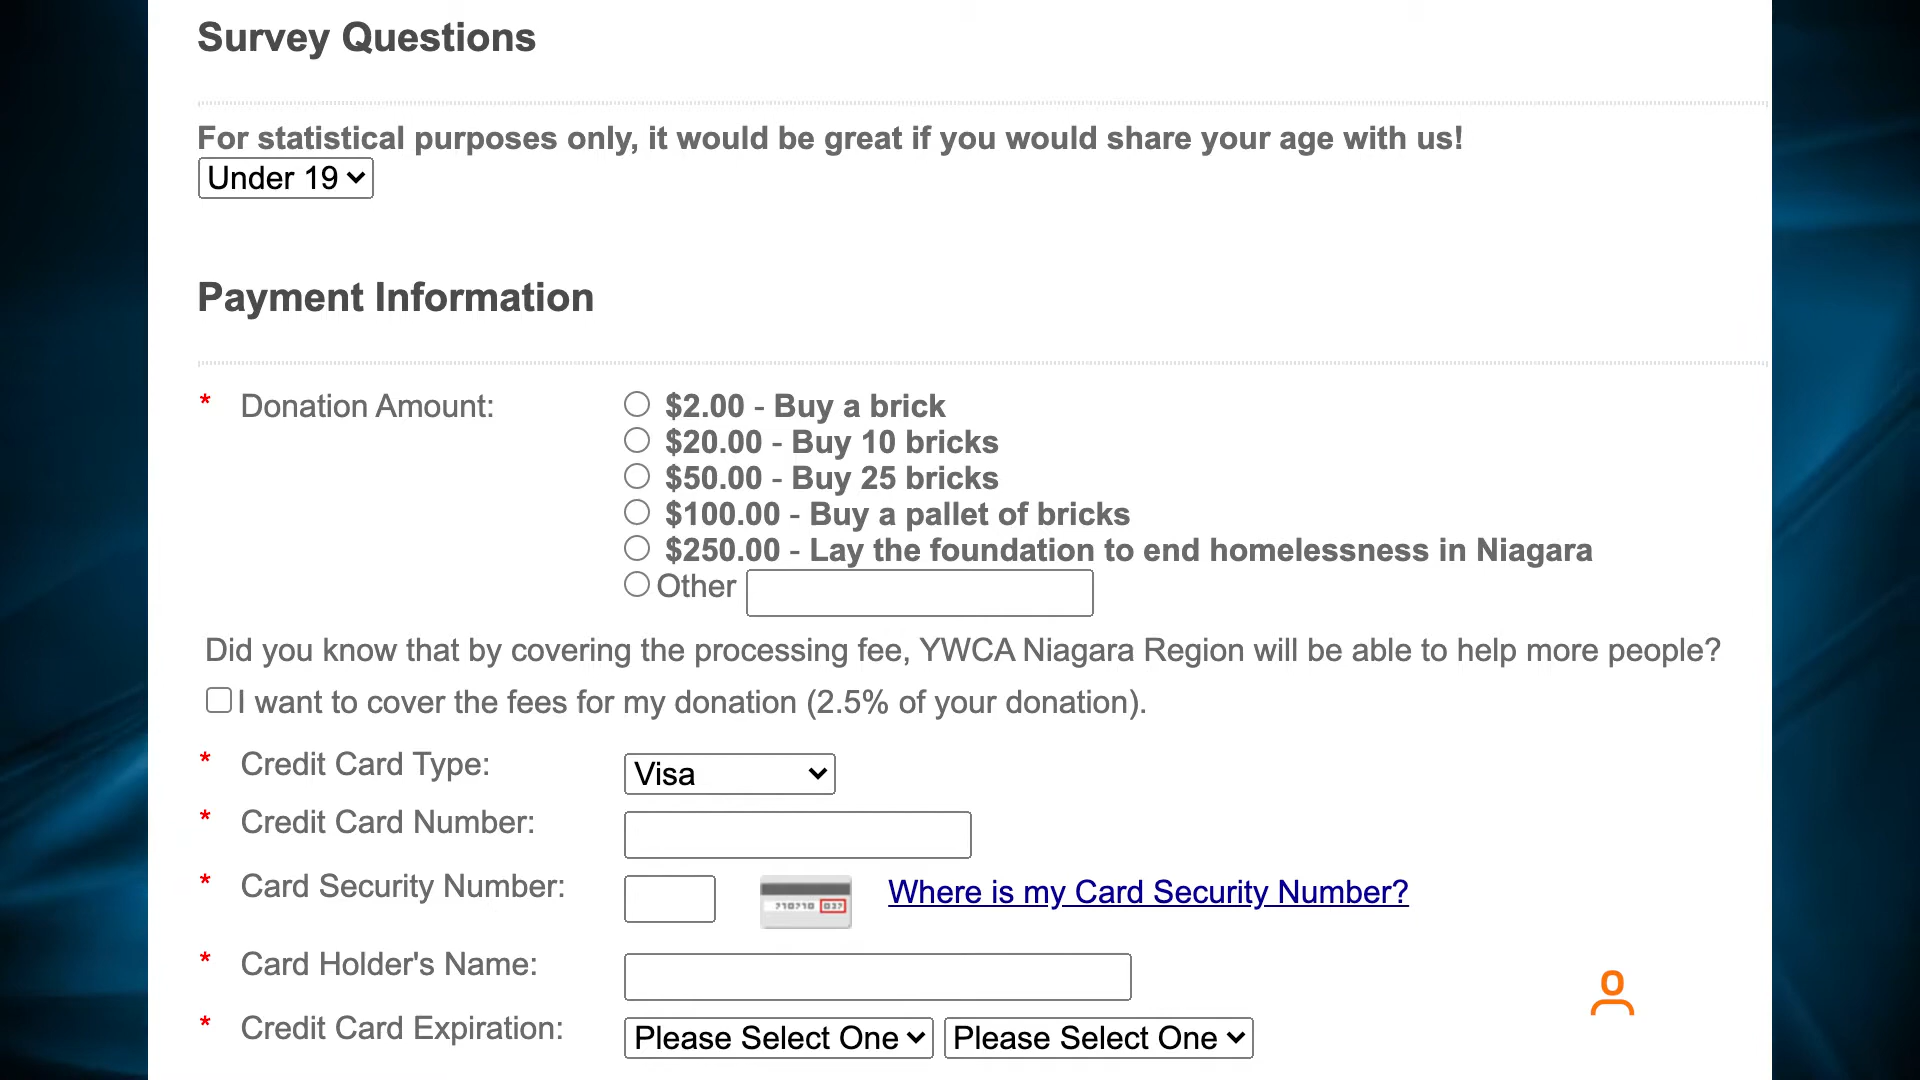 Survey Questions
For statistical purposes only, it would be great if you would share your age with us!
Under 19
Payment Information
* Donation Amount:
$2.00 - Buy a brick
$20.00 - Buy 10 bricks
$50.00 - Buy 25 bricks
$100.00 - Buy a pallet of bricks
$250.00 - Lay the foundation to end homelessness in Niagara
Other
Did you know that by covering the processing fee, YWCA Niagara Region will be able to help more people?
I want to cover the fees for my donation (2.5% of your donation).
* Credit Card Type: Visa
* Credit Card Number:
* Card Security Number: Where is my Card Security Number?
* Card Holder's Name:
* Credit Card Expiration: Please Select One Please Select One